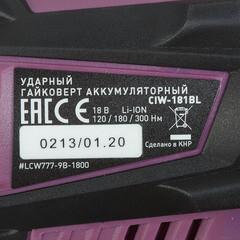 УДАРНЫЙ
ГАЙКОВЕРТ АККУМУЛЯТОРНЫЙ
CIW-181BL
EAC CE 18 В Li-ION
120 / 180 / 300 Нм
0213/01.20
Сделано в КНР
#LCW777-9B-1800